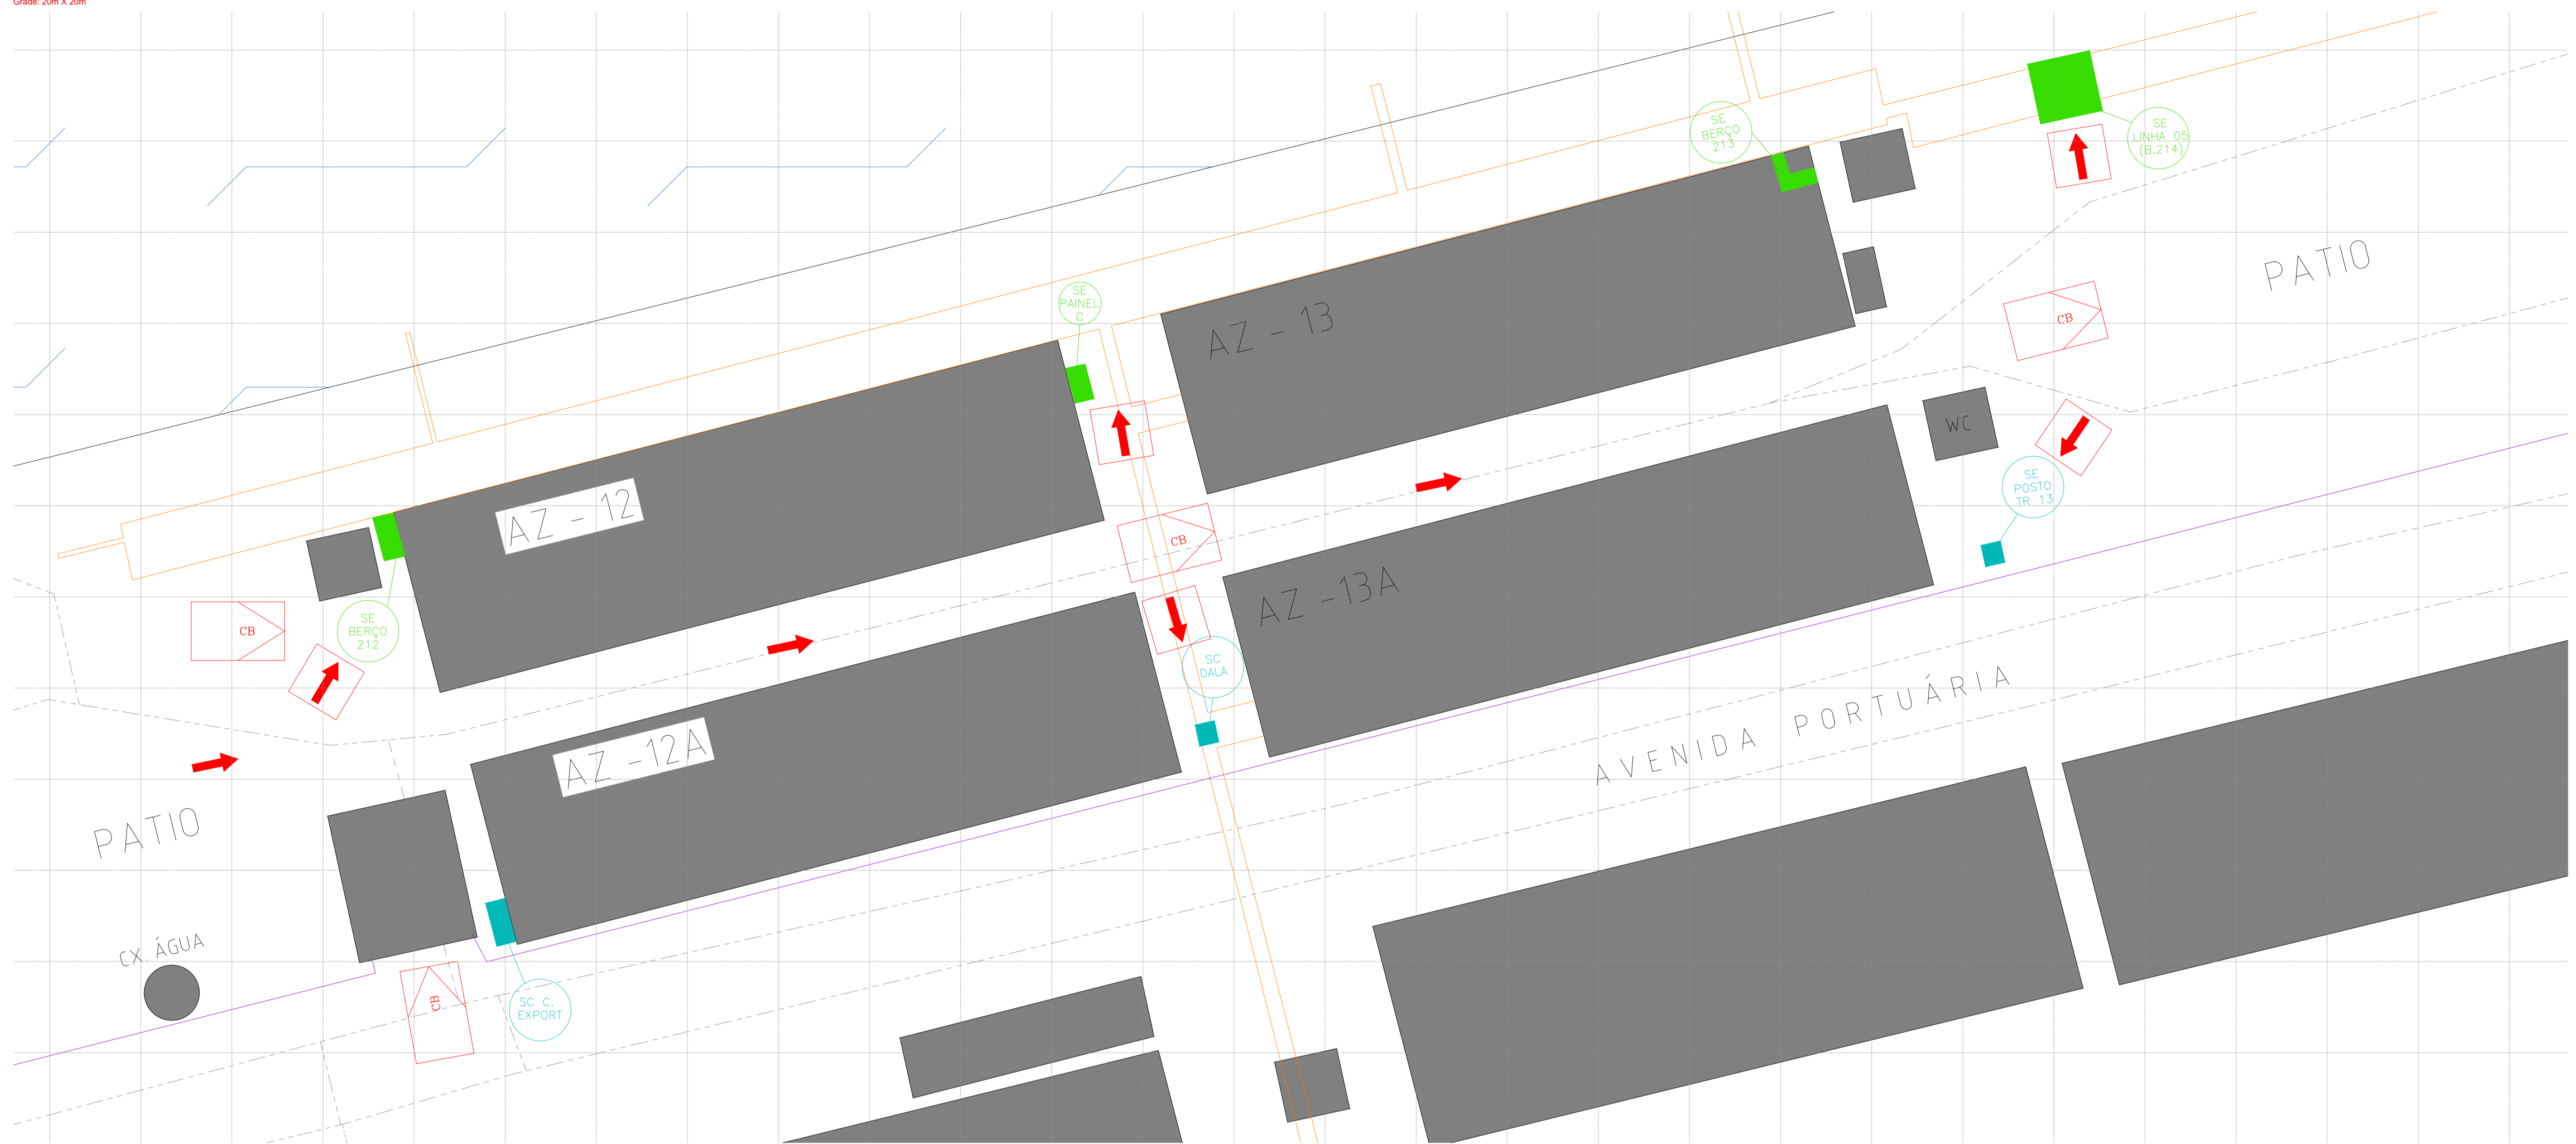 Grade: 20m X 20m
SE
BERÇO
213
SE
LINHA 05
(B.214)
PATIO
SE
PAINEL
C
AZ - 13
CB
WC
AZ - 12
SE
POSTO
TR 13
CB
AZ -13A
SE
BERÇO
212
CB
SC
DALA
AZ -12A
AVENIDA PORTUÁRIA
PATIO
CX. ÁGUA
CB
SC C.
EXPORT